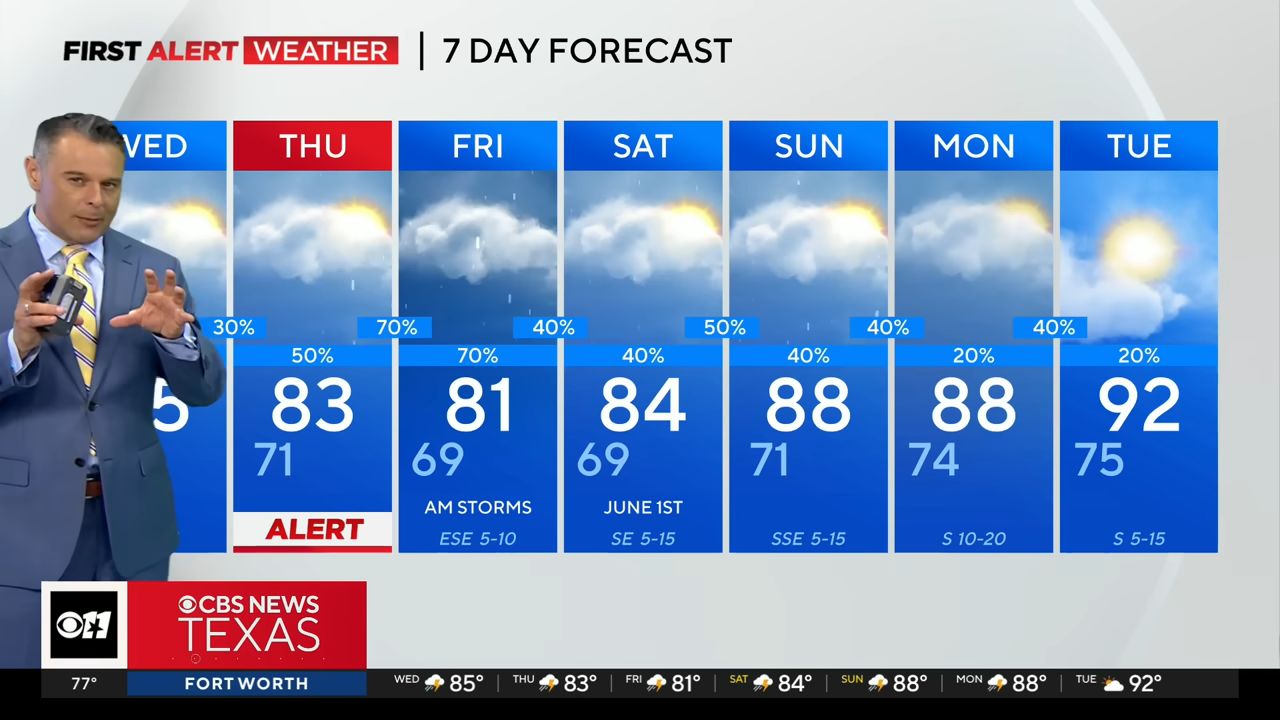 FIRST ALERT WEATHER | 7 DAY FORECAST
WED THU FRI SAT SUN MON TUE
30% 70% 40% 50% 40% 40%
50% 70% 40% 40% 20% 20%
5 83 81 84 88 88 92
71 69 69 71 74 75
AM STORMS JUNE 1ST
ALERT ESE 5-10 SE 5-15 SSE 5-15 S 10-20 S 5-15
11 CBS NEWS
TEXAS
77° FORT WORTH WED 85° THU 83° FRI 81° SAT 84° SUN 88° MON 88° TUE 92°